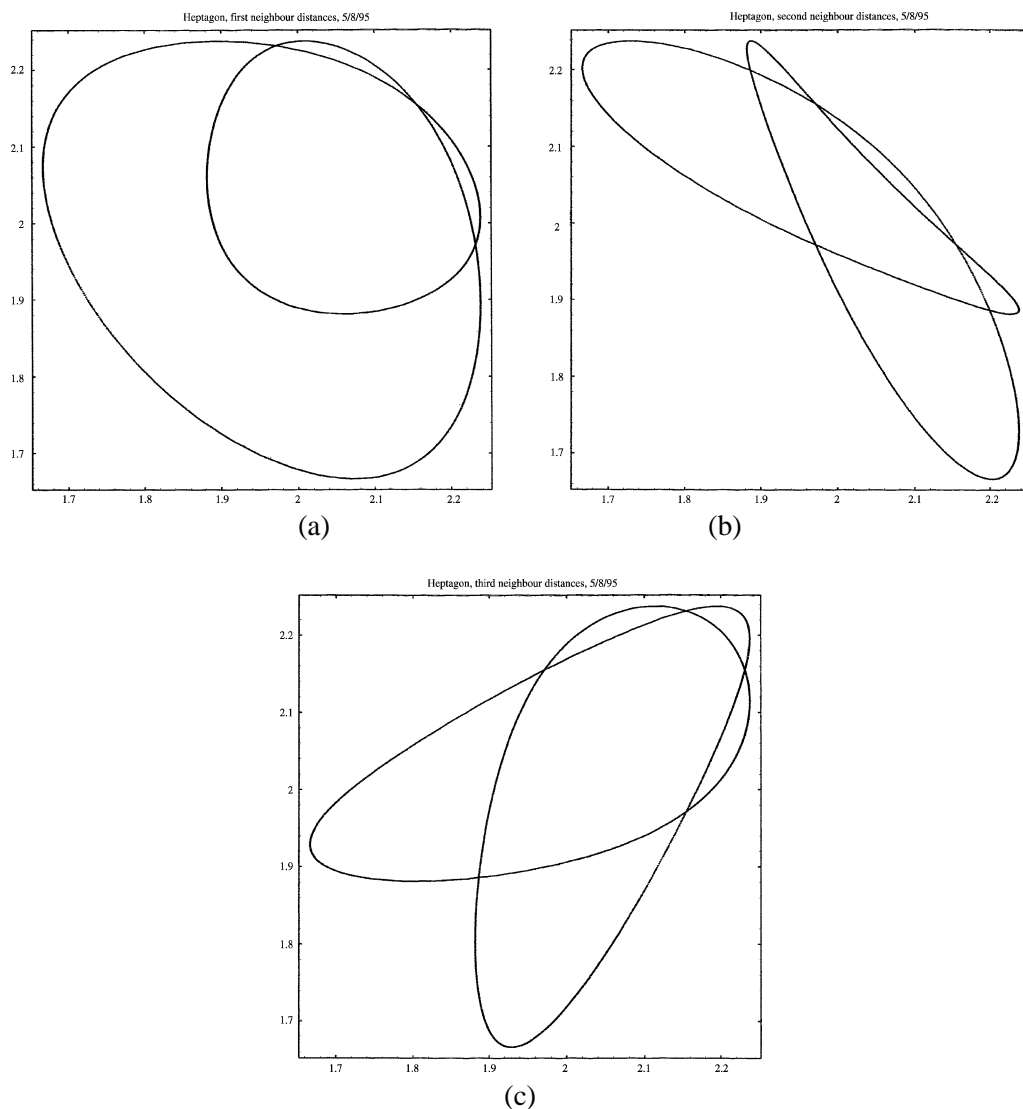 Heptagon, first neighbour distances, 5/8/95
2.2
2.1
2
1.9
1.8
1.7
1.7 1.8 1.9 2 2.1 2.2
(a)
Heptagon, second neighbour distances, 5/8/95
2.2
2.1
2
1.9
1.8
1.7
1.7 1.8 1.9 2 2.1 2.2
(b)
Heptagon, third neighbour distances, 5/8/95
2.2
2.1
2
1.9
1.8
1.7
1.7 1.8 1.9 2 2.1 2.2
(c)